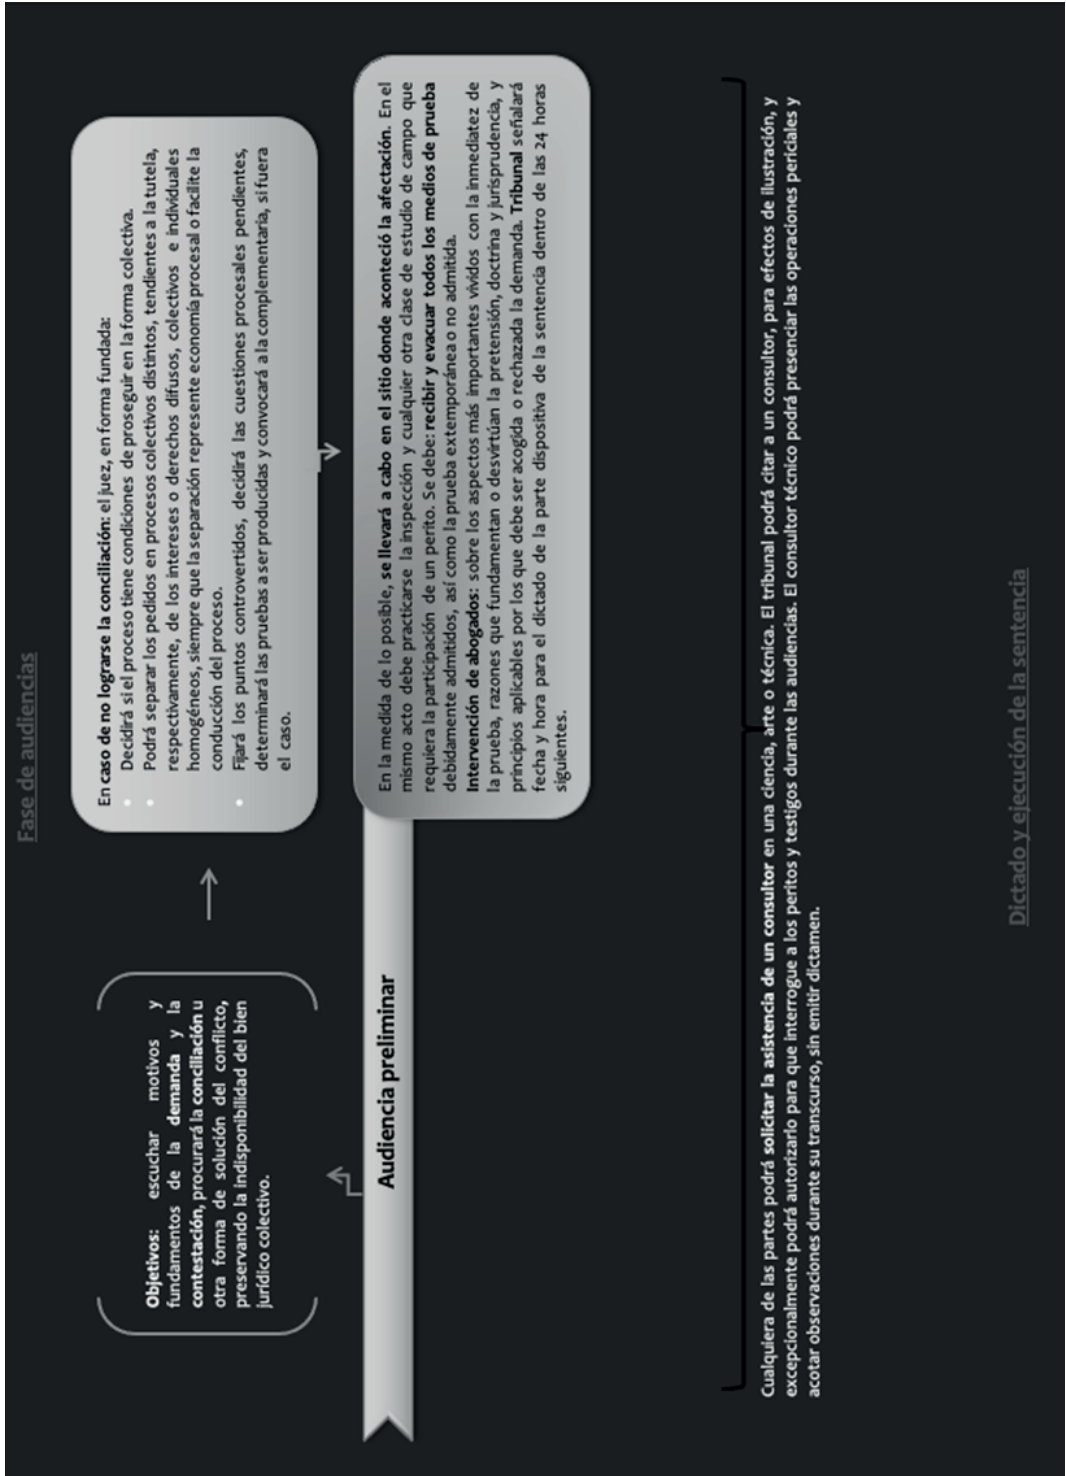 Fase de audiencias
Objetivos: escuchar motivos y
fundamentos de la demanda y la
contestación, procurará la conciliación u
otra forma de solución del conflicto,
preservando la indisponibilidad del bien
jurídico colectivo.
En caso de no lograrse la conciliación: el juez, en forma fundada:
• Decidirá si el proceso tiene condiciones de proseguir en la forma colectiva.
• Podrá separar los pedidos en procesos colectivos distintos, tendientes a la tutela,
respectivamente, de los intereses o derechos difusos, colectivos e individuales
homogéneos, siempre que la separación represente economía procesal o facilite la
conducción del proceso.
• Fijará los puntos controvertidos, decidirá las cuestiones procesales pendientes,
determinará las pruebas a ser producidas y convocará a la complementaria, si fuera
el caso.
Audiencia preliminar
En la medida de lo posible, se llevará a cabo en el sitio donde aconteció la afectación. En el
mismo acto debe practicarse la inspección y cualquier otra clase de estudio de campo que
requiera la participación de un perito. Se debe: recibir y evacuar todos los medios de prueba
debidamente admitidos, así como la prueba extemporánea o no admitida.
Intervención de abogados: sobre los aspectos más importantes vividos con la inmediatez de
la prueba, razones que fundamentan o desvirtúan la pretensión, doctrina y jurisprudencia, y
principios aplicables por los que debe ser acogida o rechazada la demanda. Tribunal señalará
fecha y hora para el dictado de la parte dispositiva de la sentencia dentro de las 24 horas
siguientes.
Cualquiera de las partes podrá solicitar la asistencia de un consultor en una ciencia, arte o técnica. El tribunal podrá citar a un consultor, para efectos de ilustración, y
excepcionalmente podrá autorizarlo para que interrogue a los peritos y testigos durante las audiencias. El consultor técnico podrá presenciar las operaciones periciales y
acotar observaciones durante su transcurso, sin emitir dictamen.
Dictado y ejecución de la sentencia